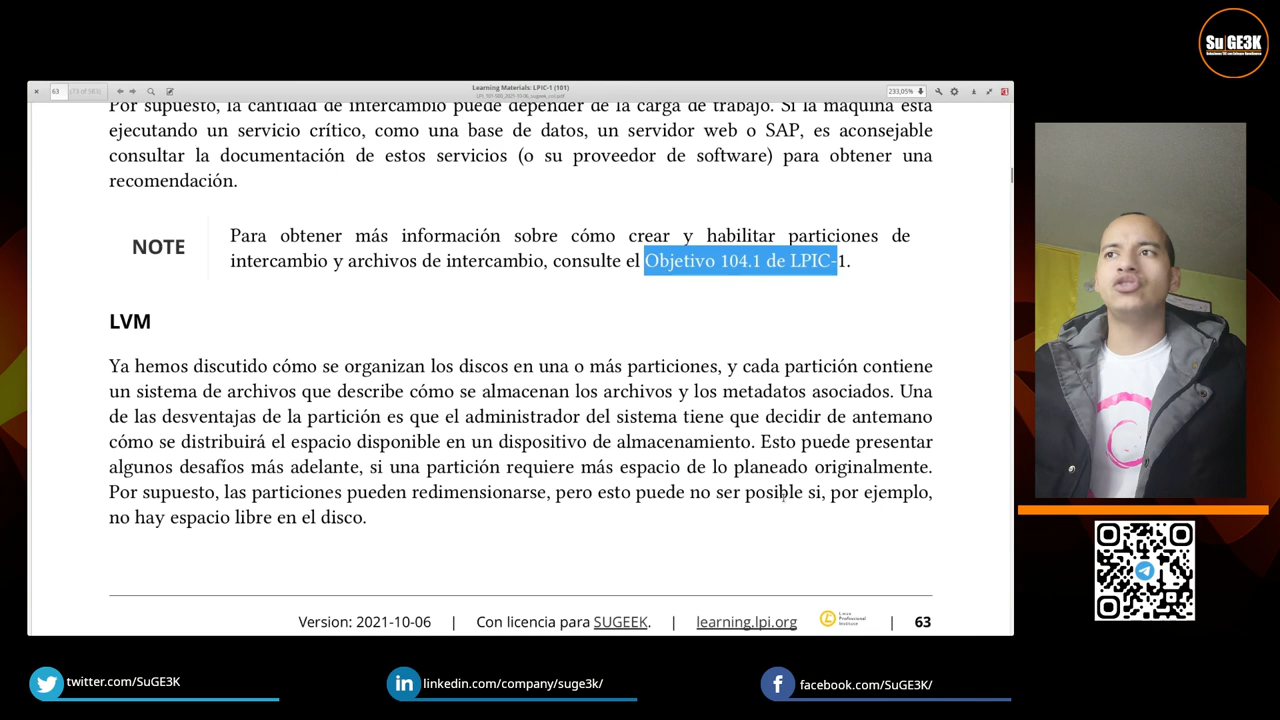 Su GE3K
63
Learning Materials: LPIC-1 (101)
233,05%
Por supuesto, la cantidad de intercambio puede depender de la carga de trabajo. Si la máquina está
ejecutando un servicio crítico, como una base de datos, un servidor web o SAP, es aconsejable
consultar la documentación de estos servicios (o su proveedor de software) para obtener una
recomendación.
NOTE
Para obtener más información sobre cómo crear y habilitar particiones de
intercambio y archivos de intercambio, consulte el Objetivo 104.1 de LPIC-1.
LVM
Ya hemos discutido cómo se organizan los discos en una o más particiones, y cada partición contiene
un sistema de archivos que describe cómo se almacenan los archivos y los metadatos asociados. Una
de las desventajas de la partición es que el administrador del sistema tiene que decidir de antemano
cómo se distribuirá el espacio disponible en un dispositivo de almacenamiento. Esto puede presentar
algunos desafíos más adelante, si una partición requiere más espacio de lo planeado originalmente.
Por supuesto, las particiones pueden redimensionarse, pero esto puede no ser posible si, por ejemplo,
no hay espacio libre en el disco.
Version: 2021-10-06 | Con licencia para SUGEEK. | learning.lpi.org | 63
Linux
Professional
Institute
twitter.com/SuGE3K
linkedin.com/company/suge3k/
facebook.com/SuGE3K/